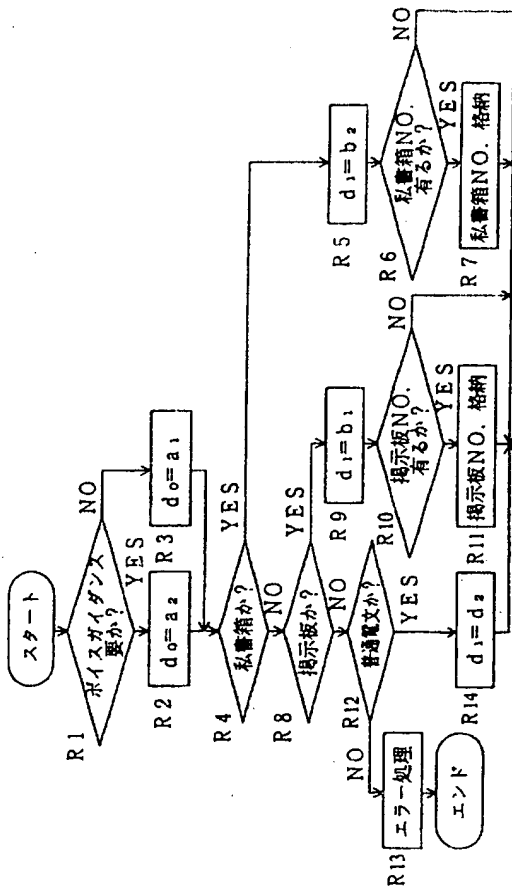 スタート
R1
ボイスガイダンス
要か?
NO
YES
R2
d₀=a₂
R3
d₀=a₁
R4
私書箱か?
YES
NO
R5
d₁=b₂
R6
私書箱NO.
有るか?
NO
YES
R7
私書箱NO. 格納
R8
掲示板か?
YES
NO
R9
d₁=b₁
R10
掲示板NO.
有るか?
NO
YES
R11
掲示板NO. 格納
R12
普通電文か?
NO
YES
R13
エラー処理
エンド
R14
d₁=d₂